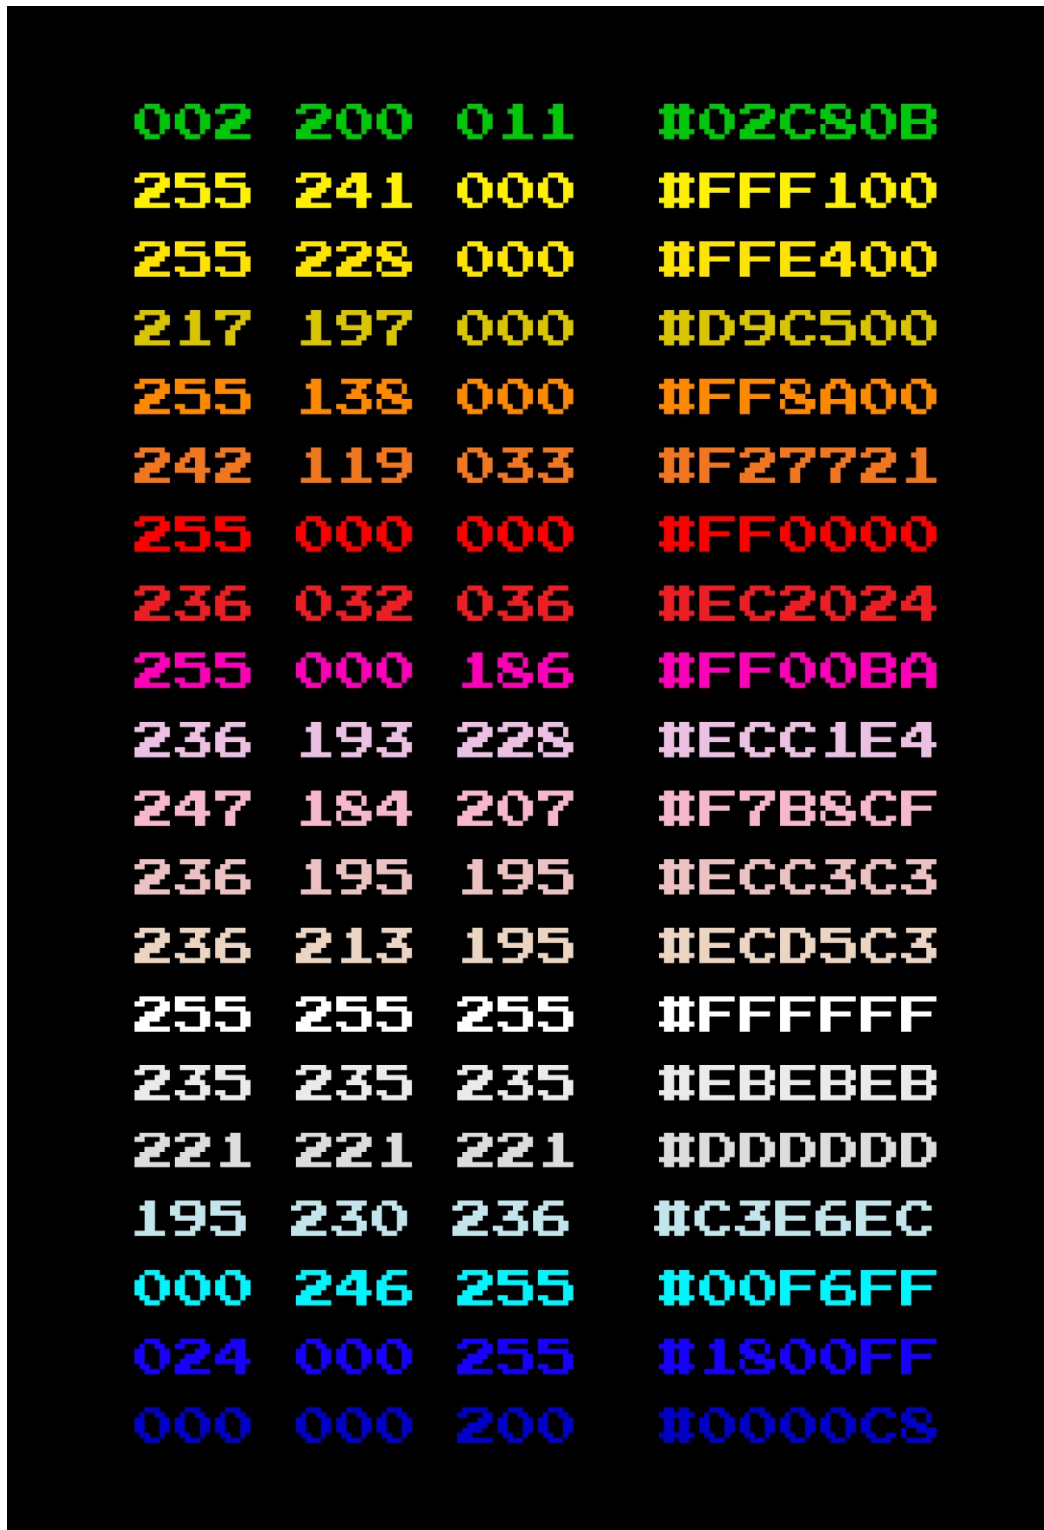 002 200 011 #02C80B
255 241 000 #FFF100
255 228 000 #FFE400
217 197 000 #D9C500
255 138 000 #FF8A00
242 119 033 #F27721
255 000 000 #FF0000
236 032 036 #EC2024
255 000 186 #FF00BA
236 193 228 #ECC1E4
247 184 207 #F7B8CF
236 195 195 #ECC3C3
236 213 195 #ECD5C3
255 255 255 #FFFFFF
235 235 235 #EBEBEB
221 221 221 #DDDDDD
195 230 236 #C3E6EC
000 246 255 #00F6FF
024 000 255 #1800FF
000 000 200 #0000C8